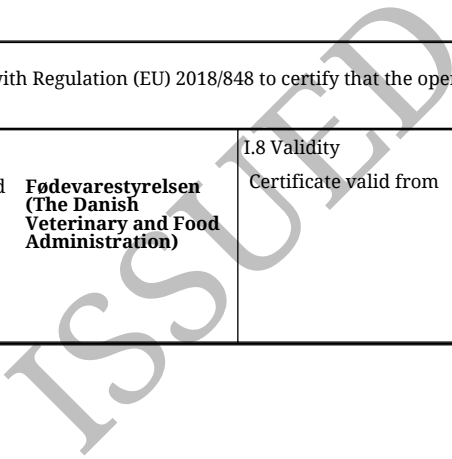 with Regulation (EU) 2018/848 to certify that the
I.8 Validity
Certificate valid from
Fødevarestyrelsen
(The Danish
Veterinary and Food
Administration)
ISSUED